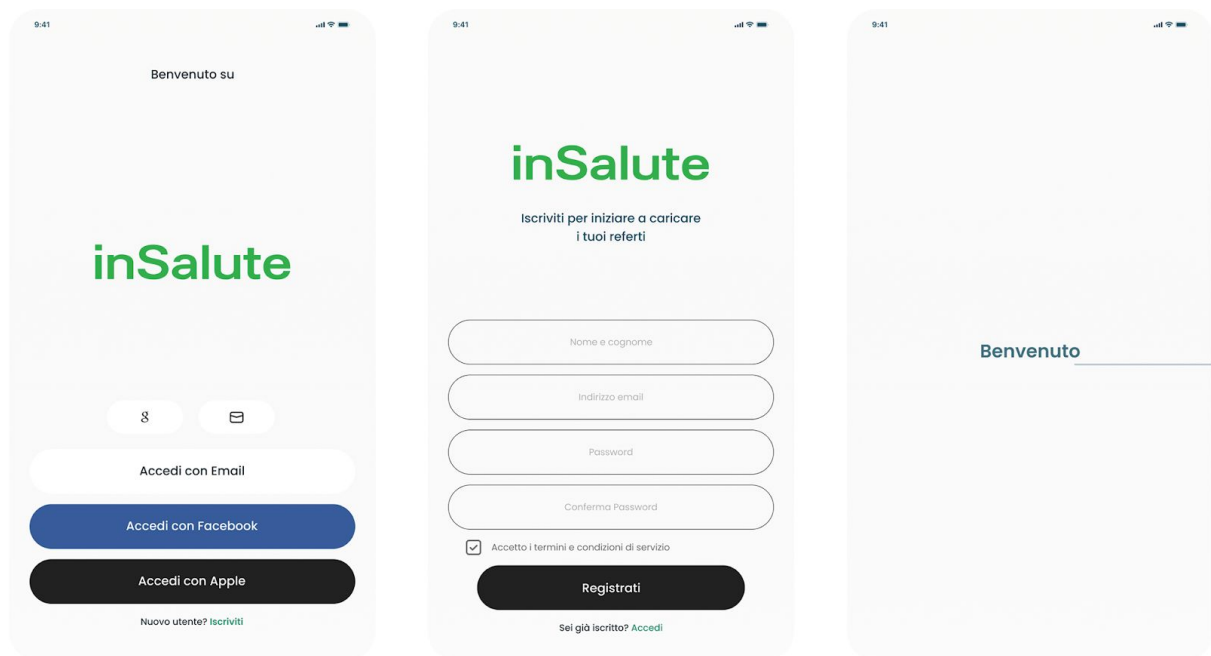 9:41
Benvenuto su
inSalute
Accedi con Email
Accedi con Facebook
Accedi con Apple
Nuovo utente? Iscriviti
9:41
inSalute
Iscriviti per iniziare a caricare
i tuoi referti
Nome e cognome
Indirizzo email
Password
Conferma Password
Accetto i termini e condizioni di servizio
Registrati
Sei già iscritto? Accedi
9:41
Benvenuto